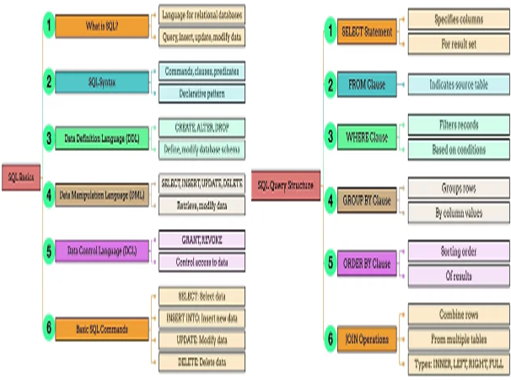 SQL Basics
1
What is SQL?
Language for relational databases
Query, insert, update, modify data
2
SQL Syntax
Commands, clauses, predicates
Declarative pattern
3
Data Definition Language (DDL)
CREATE, ALTER, DROP
Define, modify database schema
4
Data Manipulation Language (DML)
SELECT, INSERT, UPDATE, DELETE
Retrieve, modify data
5
Data Control Language (DCL)
GRANT, REVOKE
Control access to data
6
Basic SQL Commands
SELECT: Select data
INSERT INTO: Insert new data
UPDATE: Modify data
DELETE: Delete data
SQL Query Structure
1
SELECT Statement
Specifies columns
For result set
2
FROM Clause
Indicates source table
3
WHERE Clause
Filters records
Based on conditions
4
GROUP BY Clause
Groups rows
By column values
5
ORDER BY Clause
Sorting order
Of results
6
JOIN Operations
Combine rows
From multiple tables
Types: INNER, LEFT, RIGHT, FULL